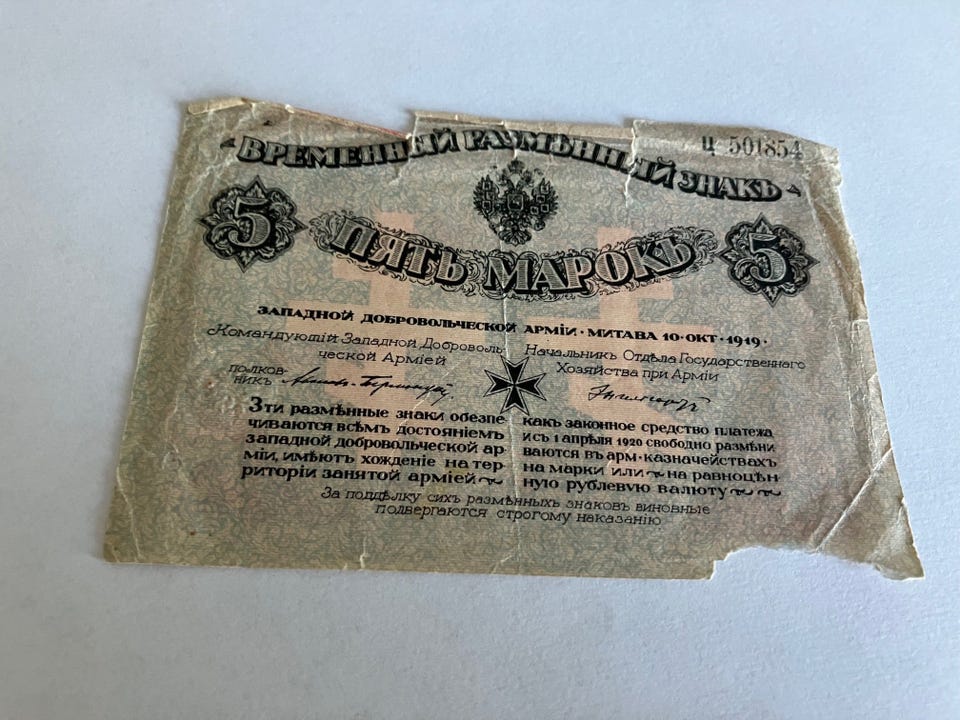 Ц 501854
ВРЕМЕННЫЙ РАЗМѢННЫЙ ЗНАКЪ
5 ПЯТЬ МАРОКЪ 5
ЗАПАДНОЙ ДОБРОВОЛЬЧЕСКОЙ АРМІИ · МИТАВА 10 · ОКТ · 1919 ·
Командующій Западной Доброволь
ческой Арміей
полков-
никъ
Начальникъ Отдѣла Государственнаго
Хозяйства при Арміи
Эти размѣнные знаки обезпе-
чиваются всѣмъ достояніемъ
западной добровольческой ар-
міи, имѣютъ хожденіе на тер
риторіи занятой арміей
какъ законное средство платежа
и съ 1 апрѣля 1920 свободно размѣни
ваются въ арм · казначействахъ
на марки или на равноцѣн
ную рублевую валюту
За поддѣлку сихъ размѣнныхъ знаковъ виновные
подвергаются строгому наказанію